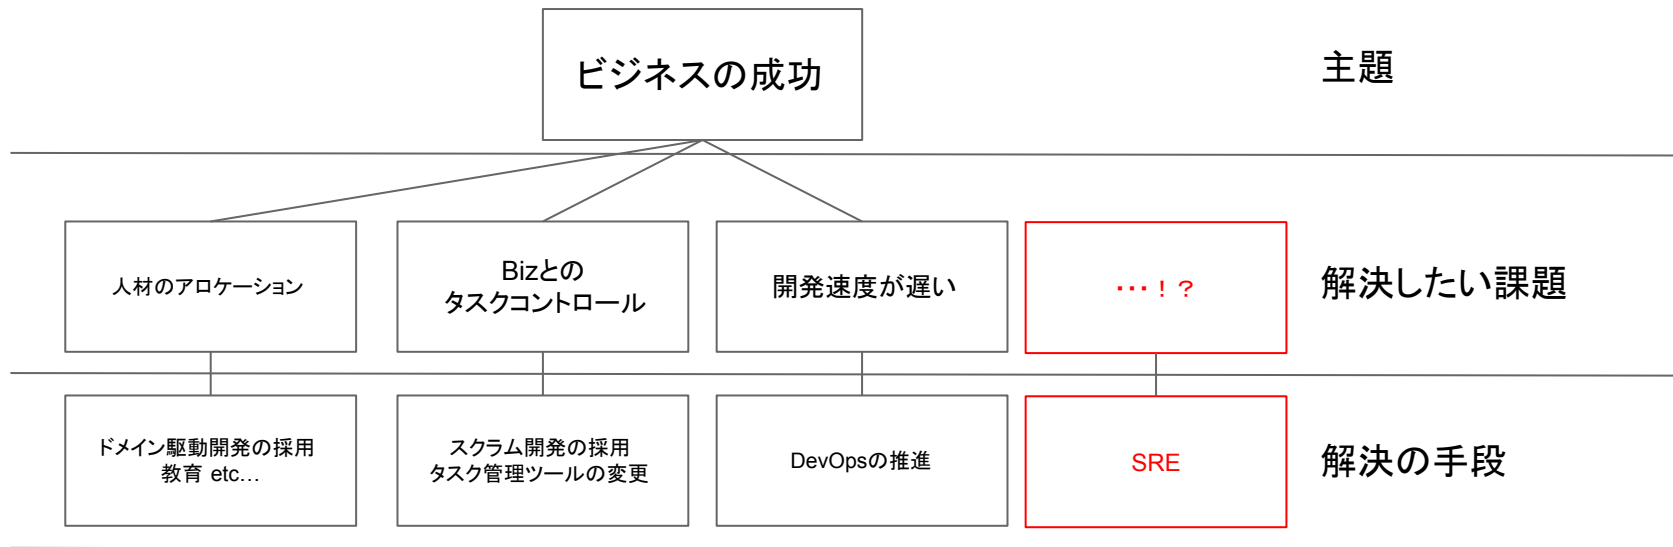 ビジネスの成功
主題
人材のアロケーション
Bizとの
タスクコントロール
開発速度が遅い
・・・！？
解決したい課題
ドメイン駆動開発の採用
教育 etc…
スクラム開発の採用
タスク管理ツールの変更
DevOpsの推進
SRE
解決の手段